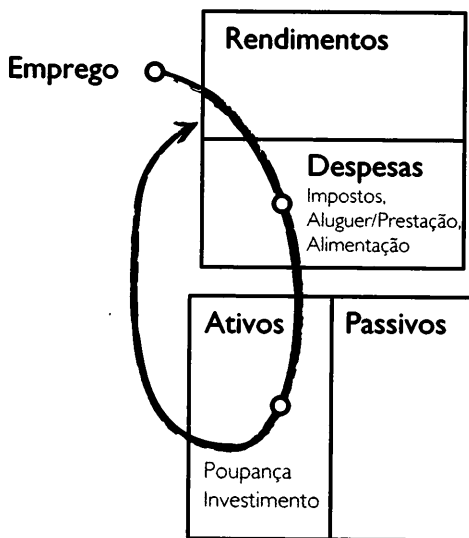 Emprego
Rendimentos
Despesas
Impostos,
Aluguer/Prestação,
Alimentação
Ativos
Passivos
Poupança
Investimento